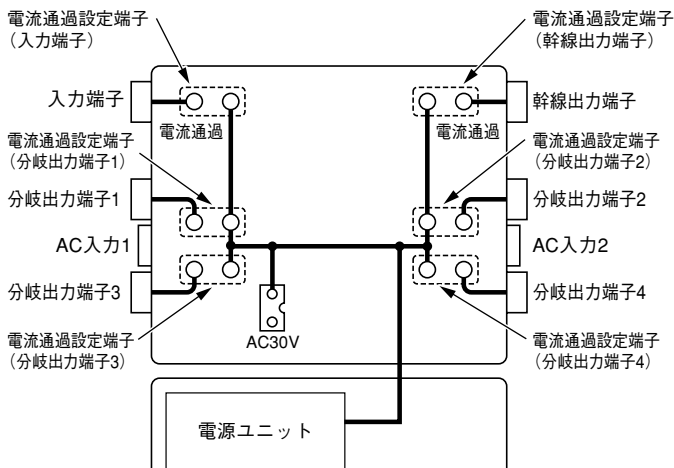 電流通過設定端子
（入力端子）
電流通過設定端子
（幹線出力端子）
入力端子
幹線出力端子
電流通過
電流通過
電流通過設定端子
（分岐出力端子1）
電流通過設定端子
（分岐出力端子2）
分岐出力端子1
分岐出力端子2
AC入力1
AC入力2
分岐出力端子3
分岐出力端子4
AC30V
電流通過設定端子
（分岐出力端子3）
電流通過設定端子
（分岐出力端子4）
電源ユニット